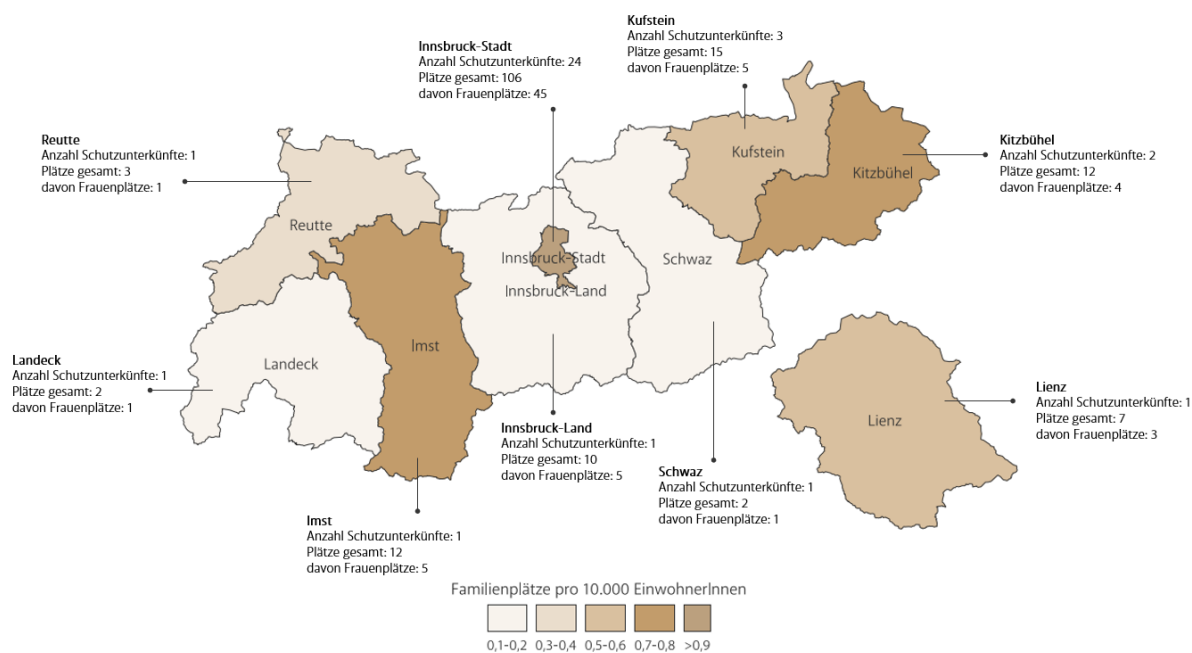 Kufstein
Anzahl Schutzunterkünfte: 3
Plätze gesamt: 15
davon Frauenplätze: 5
Innsbruck-Stadt
Anzahl Schutzunterkünfte: 24
Plätze gesamt: 106
davon Frauenplätze: 45
Reutte
Anzahl Schutzunterkünfte: 1
Plätze gesamt: 3
davon Frauenplätze: 1
Kitzbühel
Anzahl Schutzunterkünfte: 2
Plätze gesamt: 12
davon Frauenplätze: 4
Kufstein
Kitzbühel
Reutte
Innsbruck-Stadt
Schwaz
Innsbruck-Land
Imst
Landeck
Lienz
Landeck
Anzahl Schutzunterkünfte: 1
Plätze gesamt: 2
davon Frauenplätze: 1
Lienz
Anzahl Schutzunterkünfte: 1
Plätze gesamt: 7
davon Frauenplätze: 3
Innsbruck-Land
Anzahl Schutzunterkünfte: 1
Plätze gesamt: 10
davon Frauenplätze: 5
Schwaz
Anzahl Schutzunterkünfte: 1
Plätze gesamt: 2
davon Frauenplätze: 1
Imst
Anzahl Schutzunterkünfte: 1
Plätze gesamt: 12
davon Frauenplätze: 5
Familienplätze pro 10.000 EinwohnerInnen
0,1-0,2 0,3-0,4 0,5-0,6 0,7-0,8 >0,9